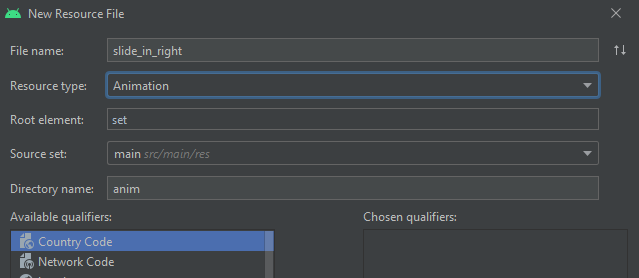 New Resource File
File name: slide_in_right
Resource type: Animation
Root element: set
Source set: main src/main/res
Directory name: anim
Available qualifiers: Chosen qualifiers:
Country Code
Network Code